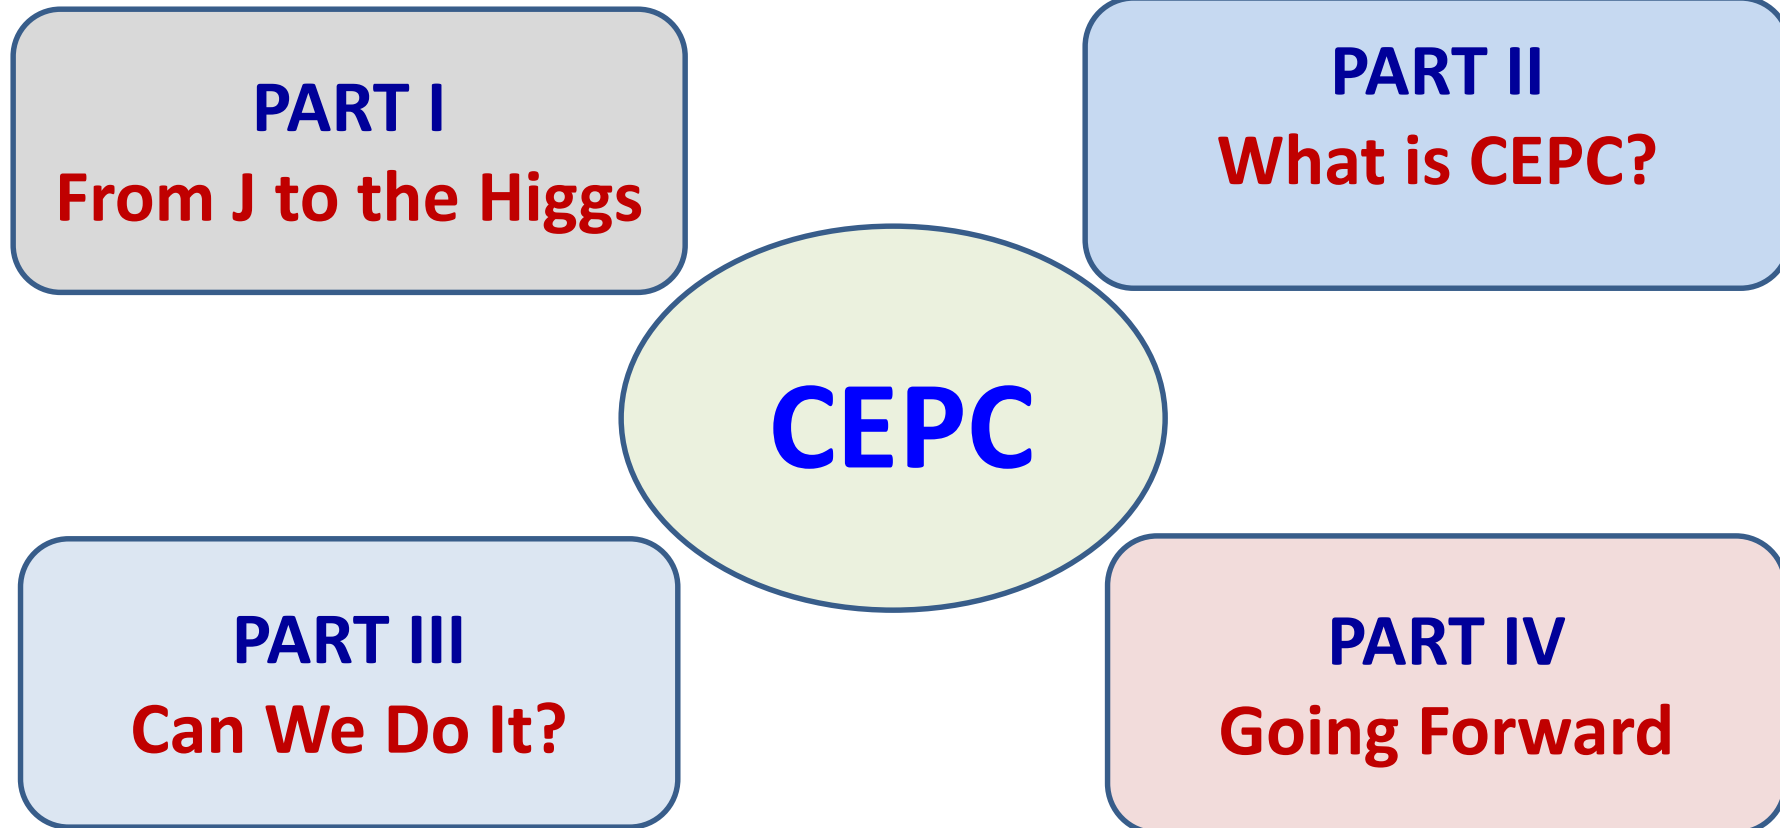 PART I
From J to the Higgs
PART II
What is CEPC?
CEPC
PART III
Can We Do It?
PART IV
Going Forward